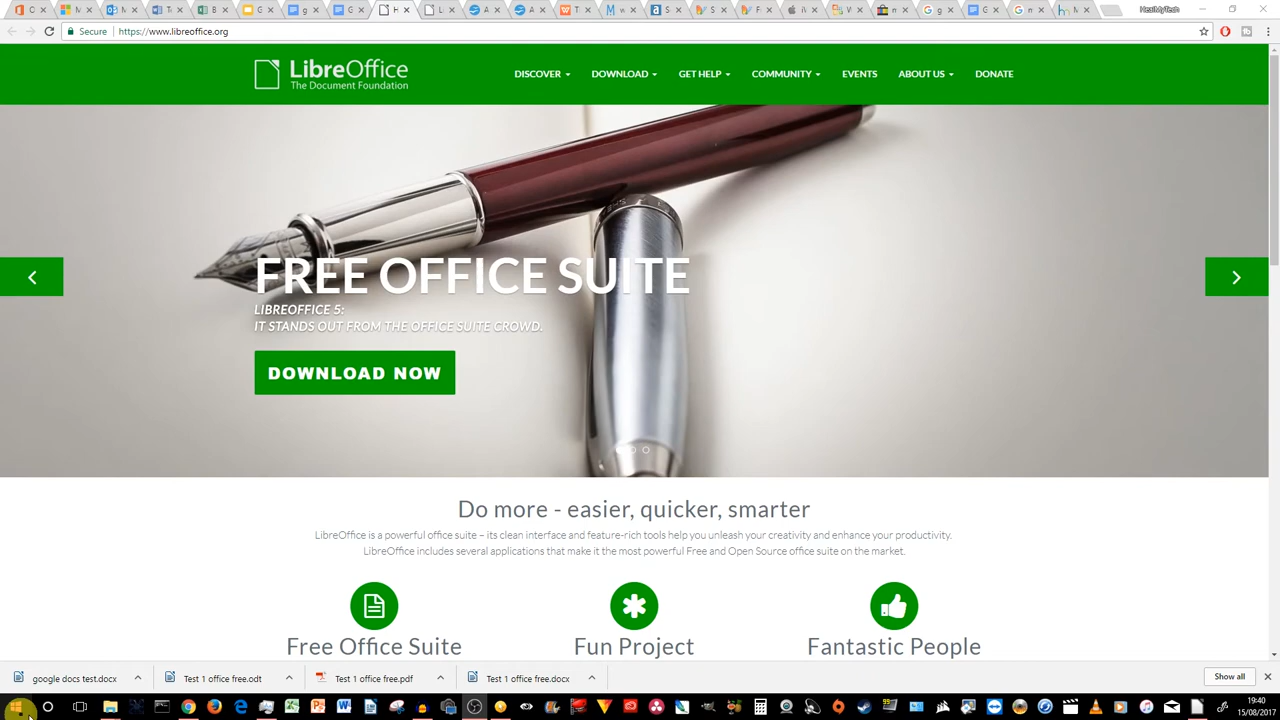 HeatMyTech
Secure
https://www.libreoffice.org
LibreOffice
The Document Foundation
DISCOVER
DOWNLOAD
GET HELP
COMMUNITY
EVENTS
ABOUT US
DONATE
FREE OFFICE SUITE
LIBREOFFICE 5:
IT STANDS OUT FROM THE OFFICE SUITE CROWD.
DOWNLOAD NOW
Do more - easier, quicker, smarter
LibreOffice is a powerful office suite – its clean interface and feature-rich tools help you unleash your creativity and enhance your productivity.
LibreOffice includes several applications that make it the most powerful Free and Open Source office suite on the market.
Free Office Suite
Fun Project
Fantastic People
google docs test.docx
Test 1 office free.odt
Test 1 office free.pdf
Test 1 office free.docx
Show all
19:40
15/08/2017